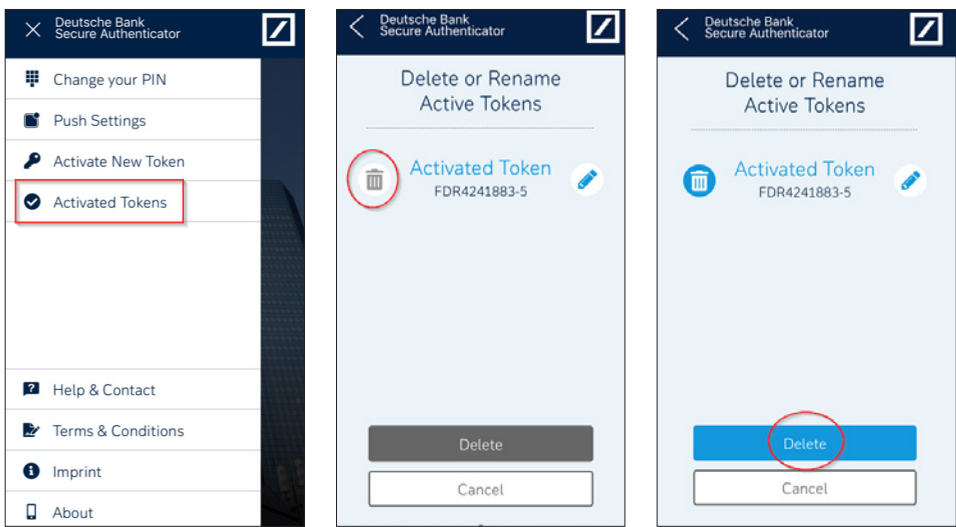 Deutsche Bank
Secure Authenticator
Change your PIN
Push Settings
Activate New Token
Activated Tokens
Help & Contact
Terms & Conditions
Imprint
About
Deutsche Bank
Secure Authenticator
Delete or Rename
Active Tokens
Activated Token
FDR4241883-5
Delete
Cancel
Deutsche Bank
Secure Authenticator
Delete or Rename
Active Tokens
Activated Token
FDR4241883-5
Delete
Cancel